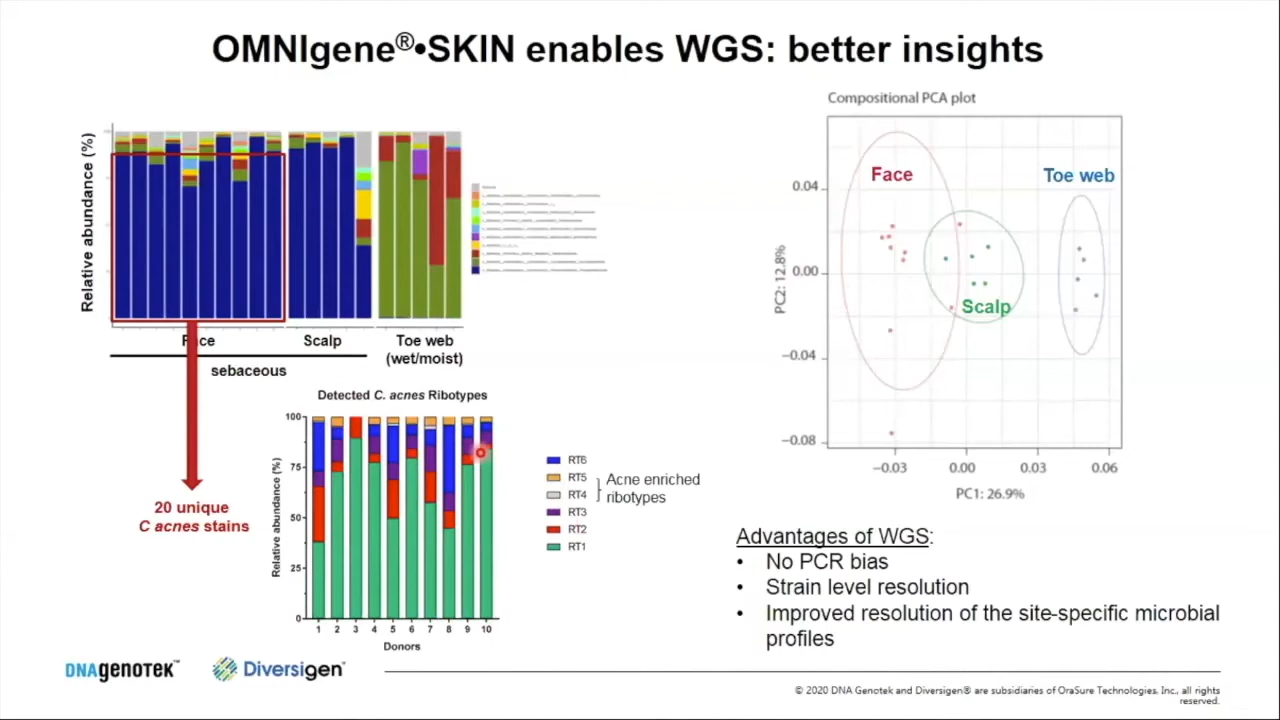 OMNIgene®•SKIN enables WGS: better insights
Relative abundance (%)
Face
Scalp
Toe web
(wet/moist)
sebaceous
20 unique
C acnes stains
Detected C. acnes Ribotypes
Relative abundance (%)
100
75
50
25
0
1 2 3 4 5 6 7 8 9 10
Donors
RT6
RT5
RT4
RT3
RT2
RT1
Acne enriched
ribotypes
Compositional PCA plot
Face
Toe web
Scalp
PC2: 12.8%
0.04
0.00
−0.04
−0.08
−0.03 0.00 0.03 0.06
PC1: 26.9%
Advantages of WGS:
• No PCR bias
• Strain level resolution
• Improved resolution of the site-specific microbial
profiles
DNAgenotek™
Diversigen™
© 2020 DNA Genotek and Diversigen® are subsidiaries of OraSure Technologies, Inc., all rights
reserved.